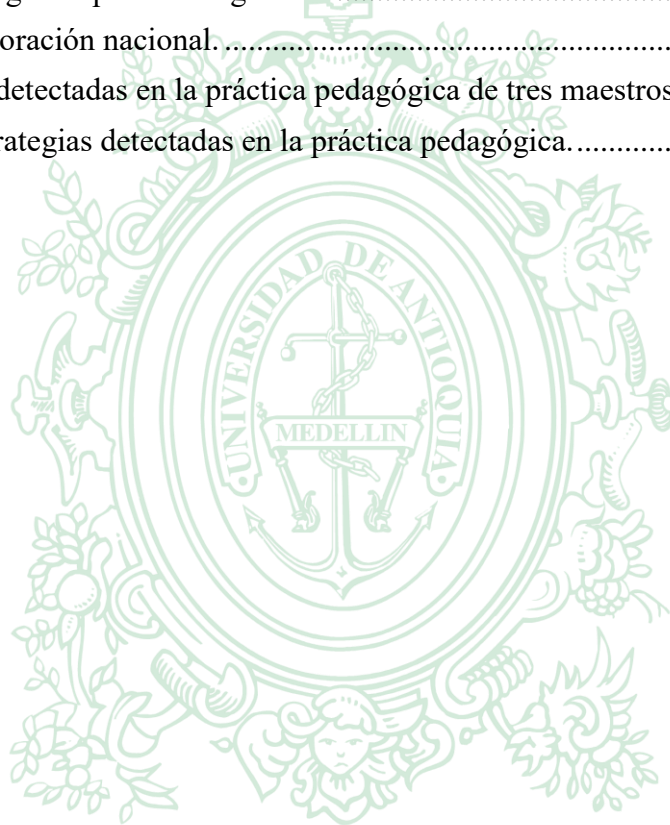 oración nacional.
detectadas en la práctica pedagógica de tres maestros
rategias detectadas en la práctica pedagógica.
UNIVERSIDAD DE ANTIOQUIA
MEDELLIN